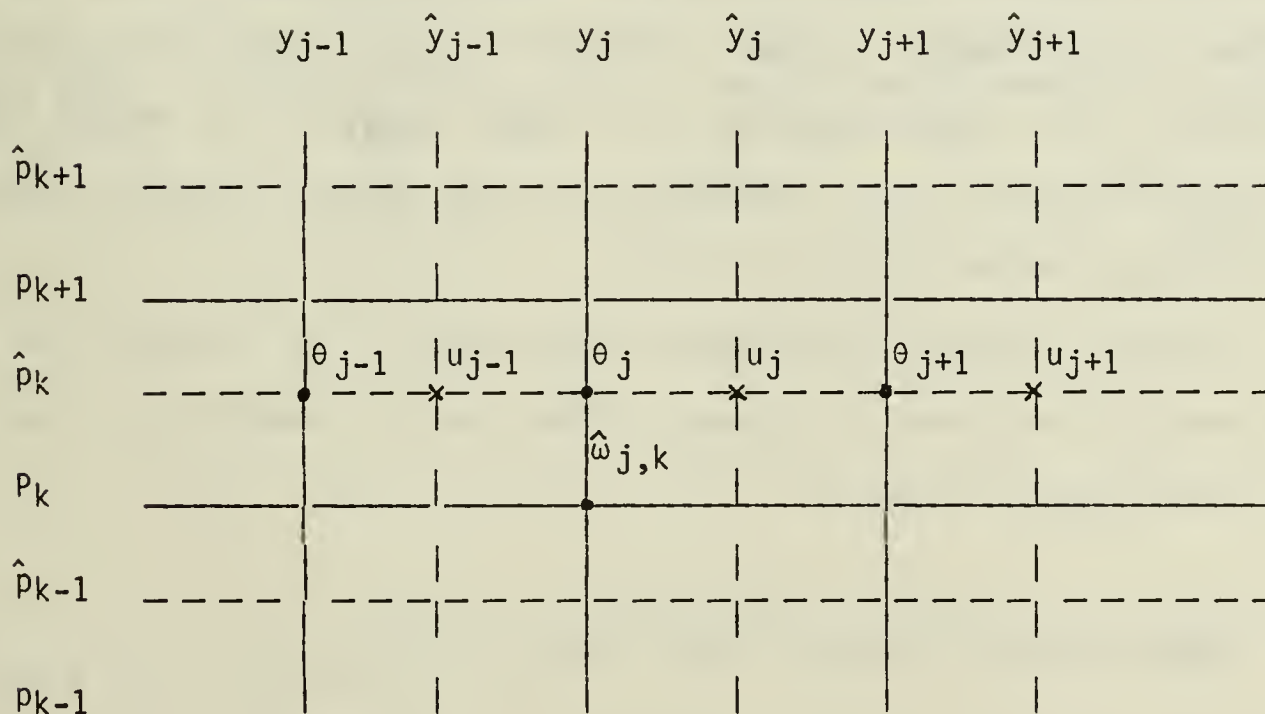 y_{j-1} ŷ_{j-1} y_j ŷ_j y_{j+1} ŷ_{j+1}
p̂_{k+1}
p_{k+1}
θ_{j-1} u_{j-1} θ_j u_j θ_{j+1} u_{j+1}
p̂_k
ω̂_{j,k}
p_k
p̂_{k-1}
p_{k-1}